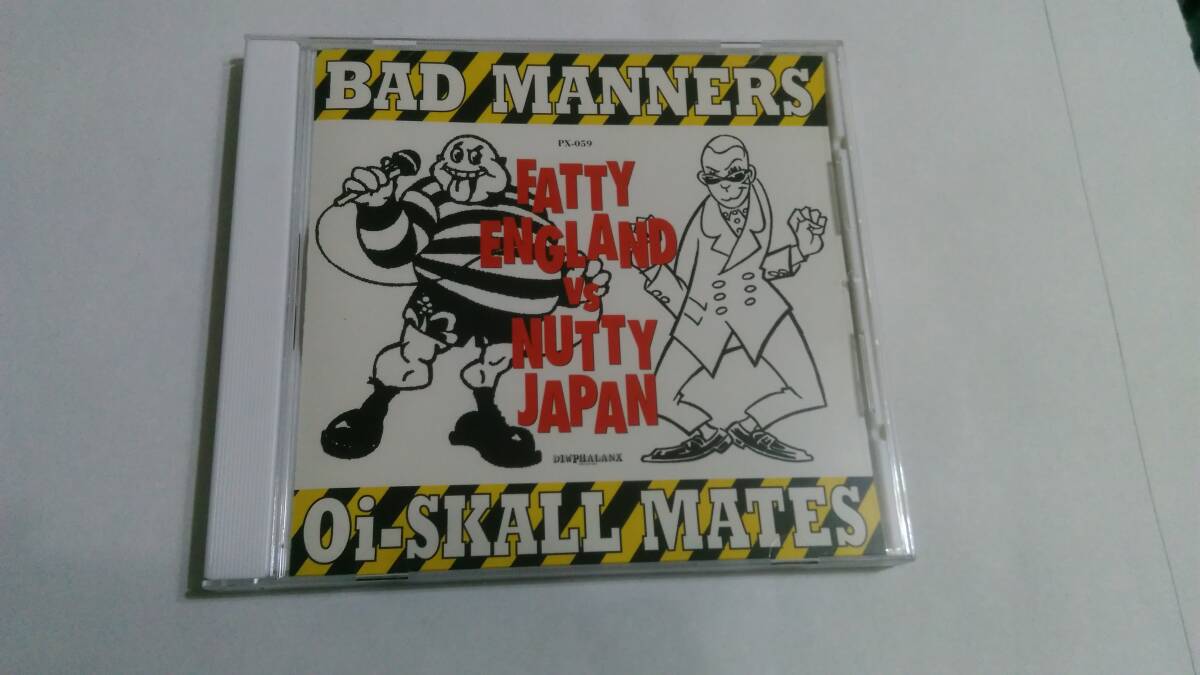 BAD MANNERS
PX-059
FATTY
ENGLAND
VS
NUTTY
JAPAN
DIWPHALANX
Oi-SKALL MATES